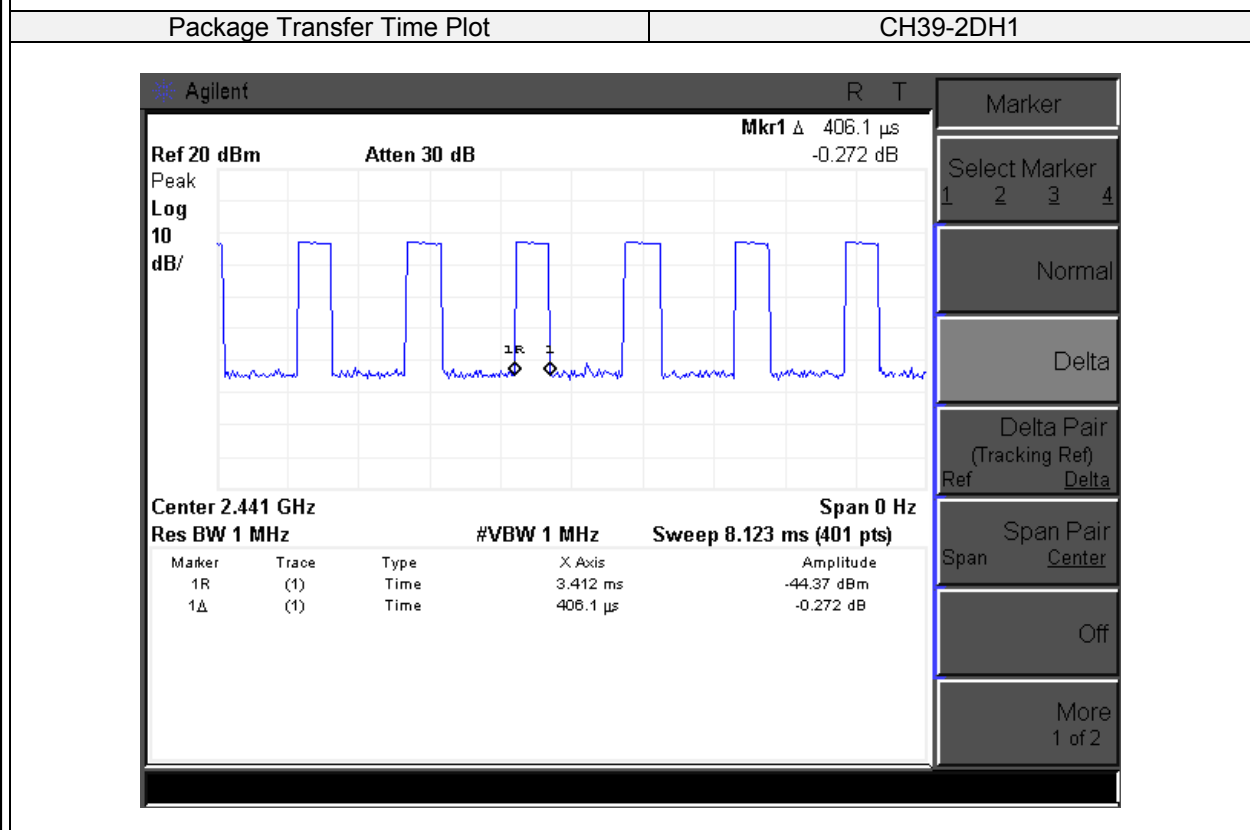 Package Transfer Time Plot CH39-2DH1
Agilent R T
Mkr1 Δ 406.1 µs
Ref 20 dBm Atten 30 dB -0.272 dB
Peak
Log
10
dB/
1R 1
Center 2.441 GHz Span 0 Hz
Res BW 1 MHz #VBW 1 MHz Sweep 8.123 ms (401 pts)
Marker Trace Type X Axis Amplitude
1R (1) Time 3.412 ms -44.37 dBm
1Δ (1) Time 406.1 µs -0.272 dB
Marker
Select Marker
1 2 3 4
Normal
Delta
Delta Pair
(Tracking Ref)
Ref Delta
Span Pair
Span Center
Off
More
1 of 2